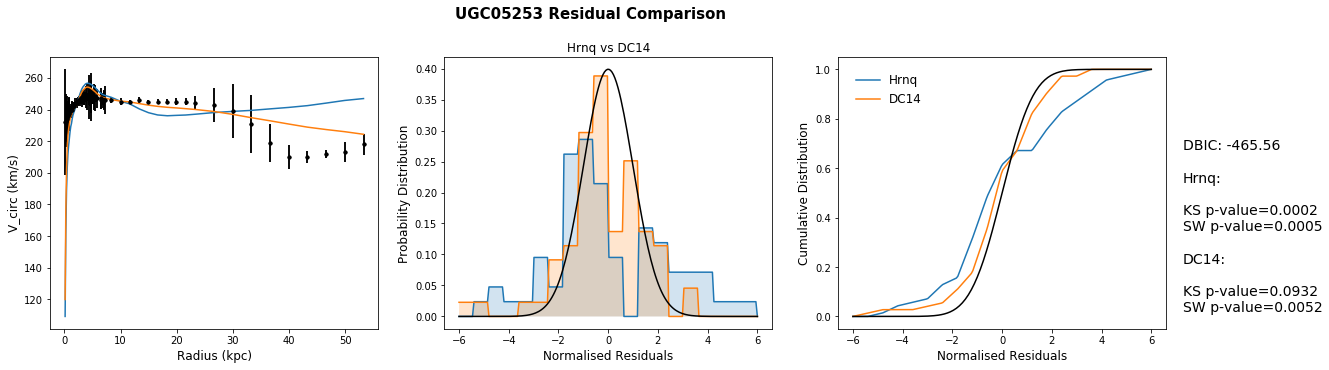 UGC05253 Residual Comparison
V_circ (km/s)
260
240
220
200
180
160
140
120
0
10
20
30
40
50
Radius (kpc)
Hrnq vs DC14
Probability Distribution
0.40
0.35
0.30
0.25
0.20
0.15
0.10
0.05
0.00
−6
−4
−2
0
2
4
6
Normalised Residuals
Cumulative Distribution
1.0
0.8
0.6
0.4
0.2
0.0
Hrnq
DC14
−6
−4
−2
0
2
4
6
Normalised Residuals
DBIC: -465.56
Hrnq:
KS p-value=0.0002
SW p-value=0.0005
DC14:
KS p-value=0.0932
SW p-value=0.0052